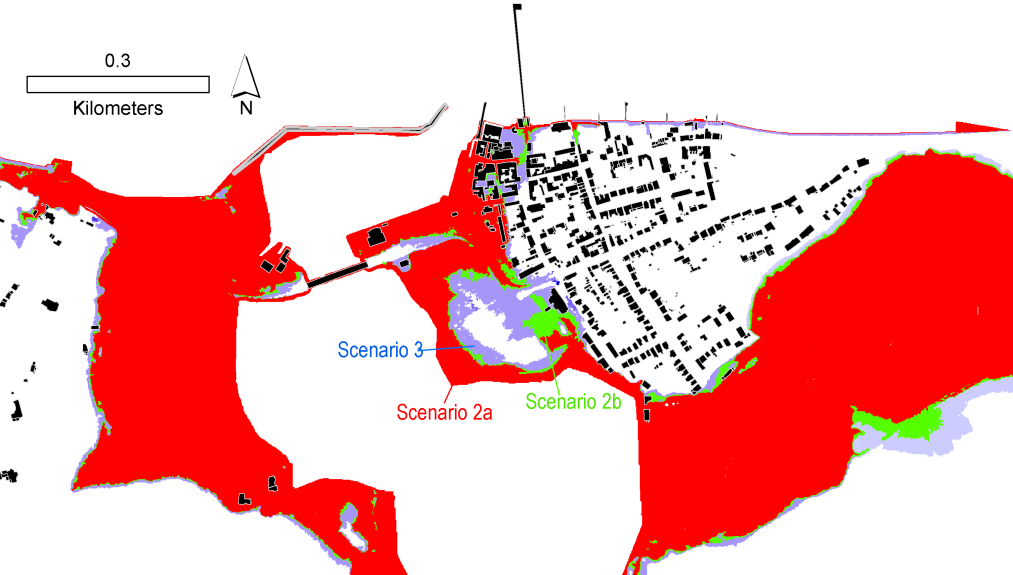 0.3
Kilometers
N
Scenario 3
Scenario 2a
Scenario 2b